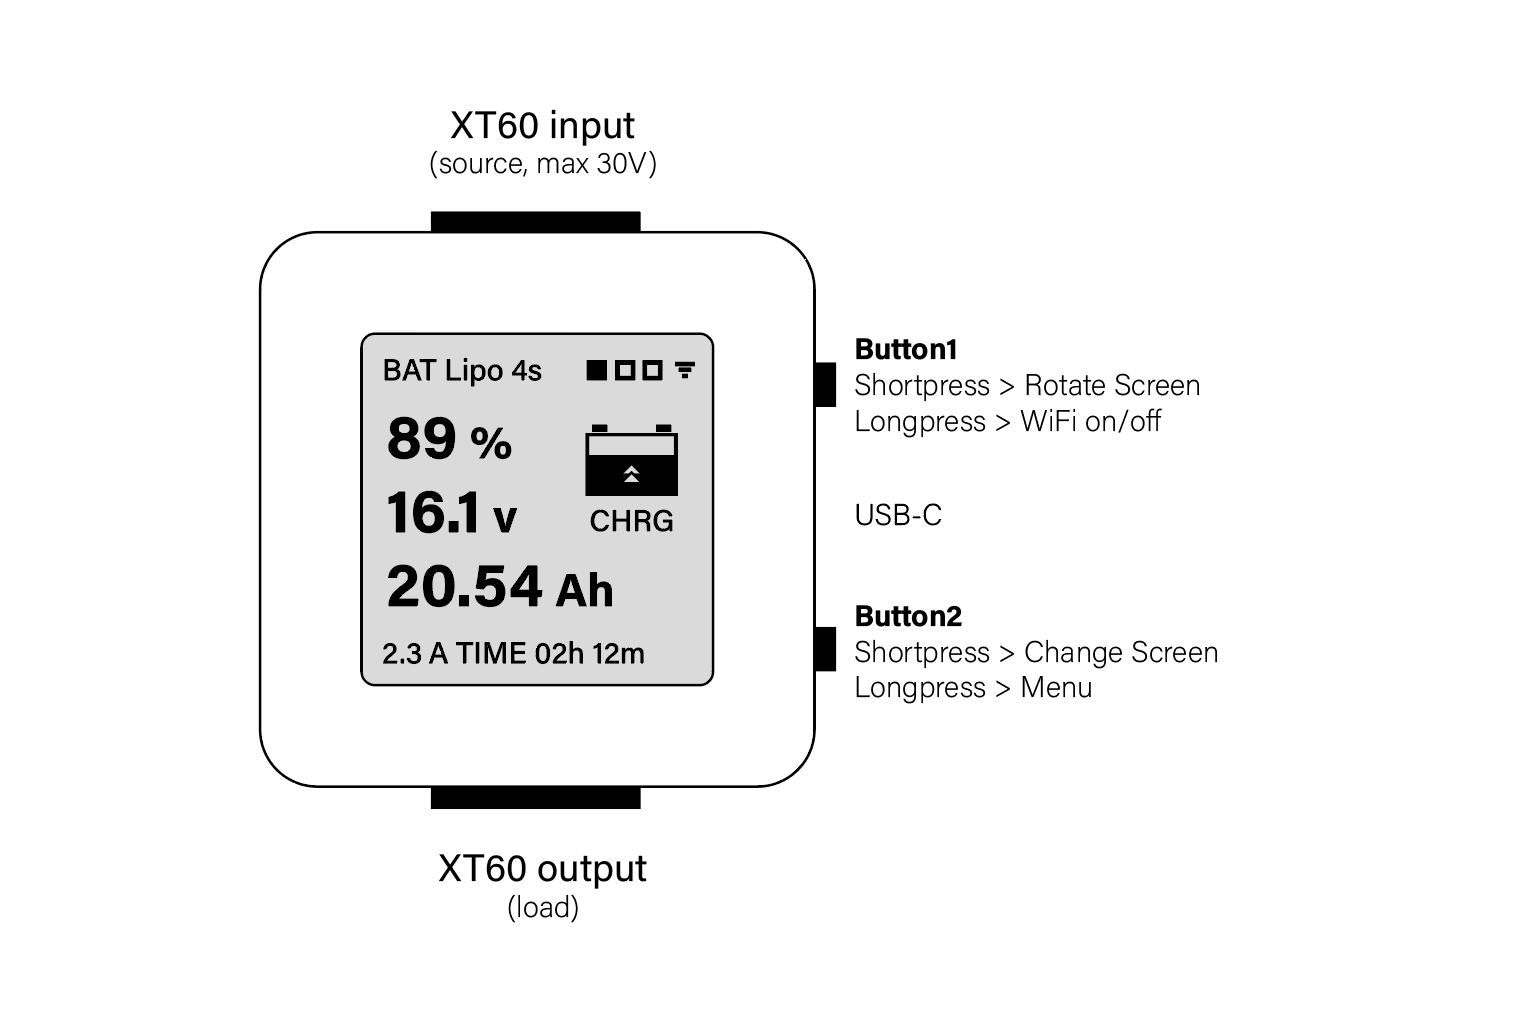 XT60 input
(source, max 30V)
BAT Lipo 4s
89 %
16.1 v
CHRG
20.54 Ah
2.3 A TIME 02h 12m
Button1
Shortpress > Rotate Screen
Longpress > WiFi on/off
USB-C
Button2
Shortpress > Change Screen
Longpress > Menu
XT60 output
(load)